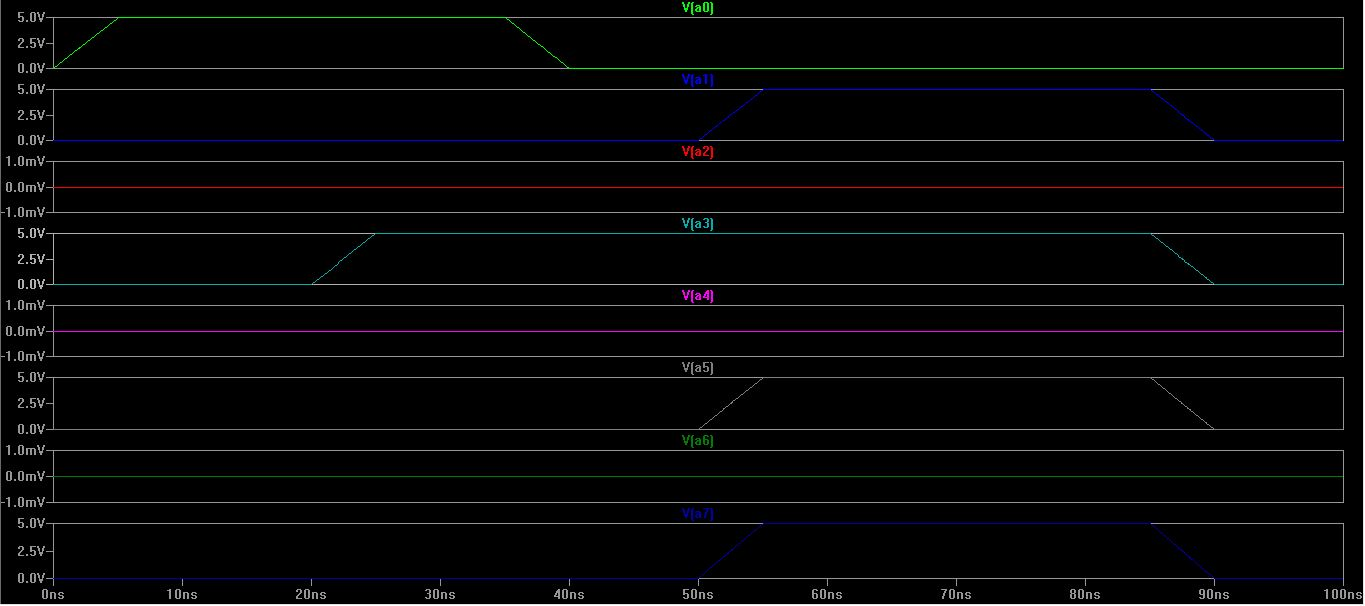 V(a0)
5.0V
2.5V
0.0V
V(a1)
5.0V
2.5V
0.0V
V(a2)
1.0mV
0.0mV
-1.0mV
V(a3)
5.0V
2.5V
0.0V
V(a4)
1.0mV
0.0mV
-1.0mV
V(a5)
5.0V
2.5V
0.0V
V(a6)
1.0mV
0.0mV
-1.0mV
V(a7)
5.0V
2.5V
0.0V
0ns 10ns 20ns 30ns 40ns 50ns 60ns 70ns 80ns 90ns 100ns